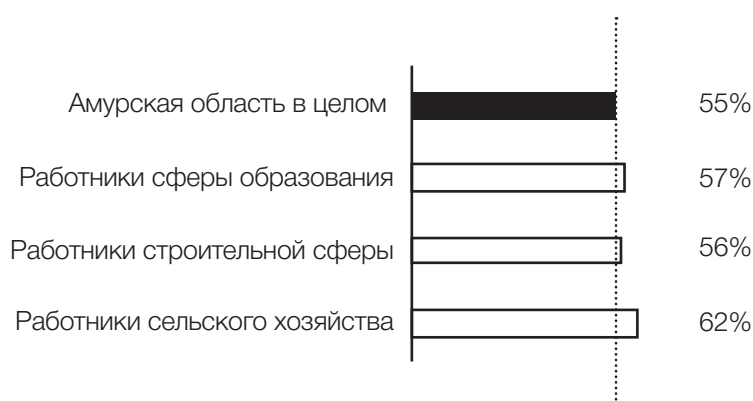 Амурская область в целом 55%
Работники сферы образования 57%
Работники строительной сферы 56%
Работники сельского хозяйства 62%